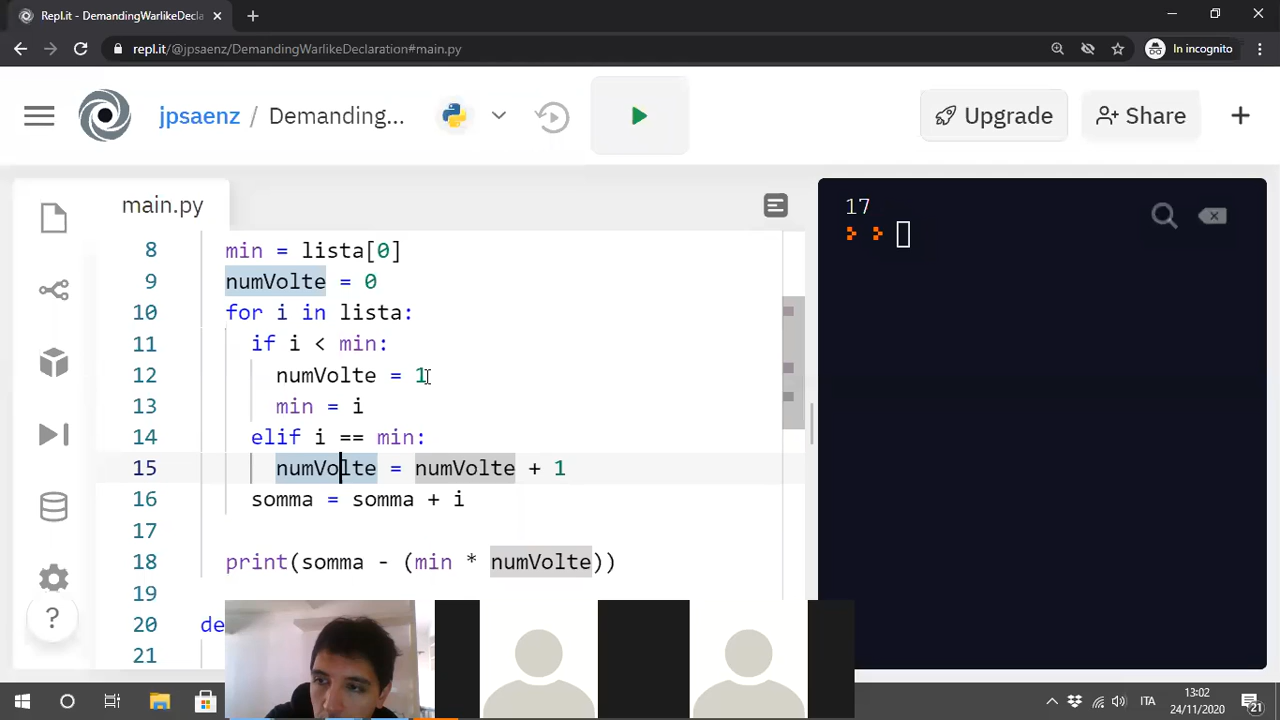 Repl.it - DemandingWarlikeDecla
repl.it/@jpsaenz/DemandingWarlikeDeclaration#main.py
In incognito
jpsaenz / Demanding...
Upgrade
Share
main.py
8 min = lista[0]
9 numVolte = 0
10 for i in lista:
11 if i < min:
12 numVolte = 1
13 min = i
14 elif i == min:
15 numVolte = numVolte + 1
16 somma = somma + i
17
18 print(somma - (min * numVolte))
19
20 de
21
17
?
ITA
13:02
24/11/2020
21